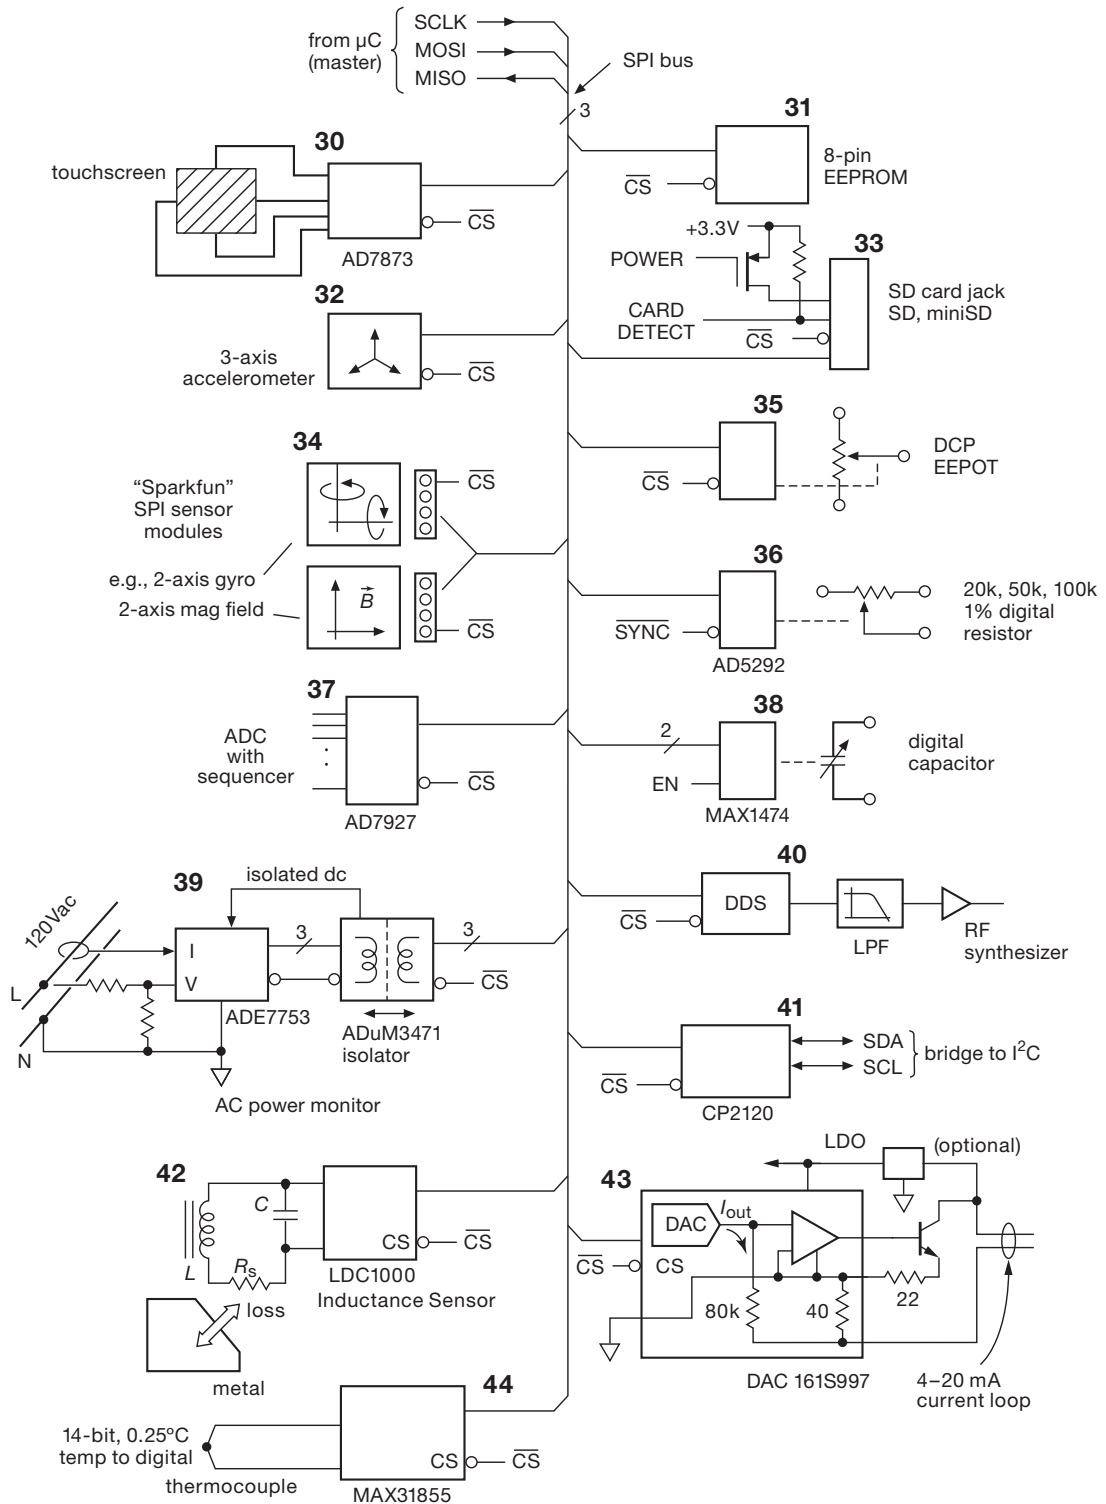 from µC
(master)
SCLK
MOSI
MISO
SPI bus
3
30
touchscreen
CS
AD7873
31
8-pin
EEPROM
CS
32
3-axis
accelerometer
CS
+3.3V
POWER
CARD
DETECT
CS
33
SD card jack
SD, miniSD
34
“Sparkfun”
SPI sensor
modules
CS
e.g., 2-axis gyro
2-axis mag field
B
CS
35
CS
DCP
EEPOT
36
SYNC
AD5292
20k, 50k, 100k
1% digital
resistor
37
ADC
with
sequencer
CS
AD7927
38
2
EN
MAX1474
digital
capacitor
39
isolated dc
120Vac
L
N
I
V
3
3
CS
ADE7753
ADuM3471
isolator
AC power monitor
40
DDS
CS
LPF
RF
synthesizer
41
CS
SDA
SCL
bridge to I²C
CP2120
42
C
L
Rs
CS
CS
LDC1000
Inductance Sensor
loss
metal
43
LDO
(optional)
DAC
Iout
CS
CS
80k
40
22
DAC 161S997
4–20 mA
current loop
44
14-bit, 0.25ºC
temp to digital
thermocouple
CS
CS
MAX31855